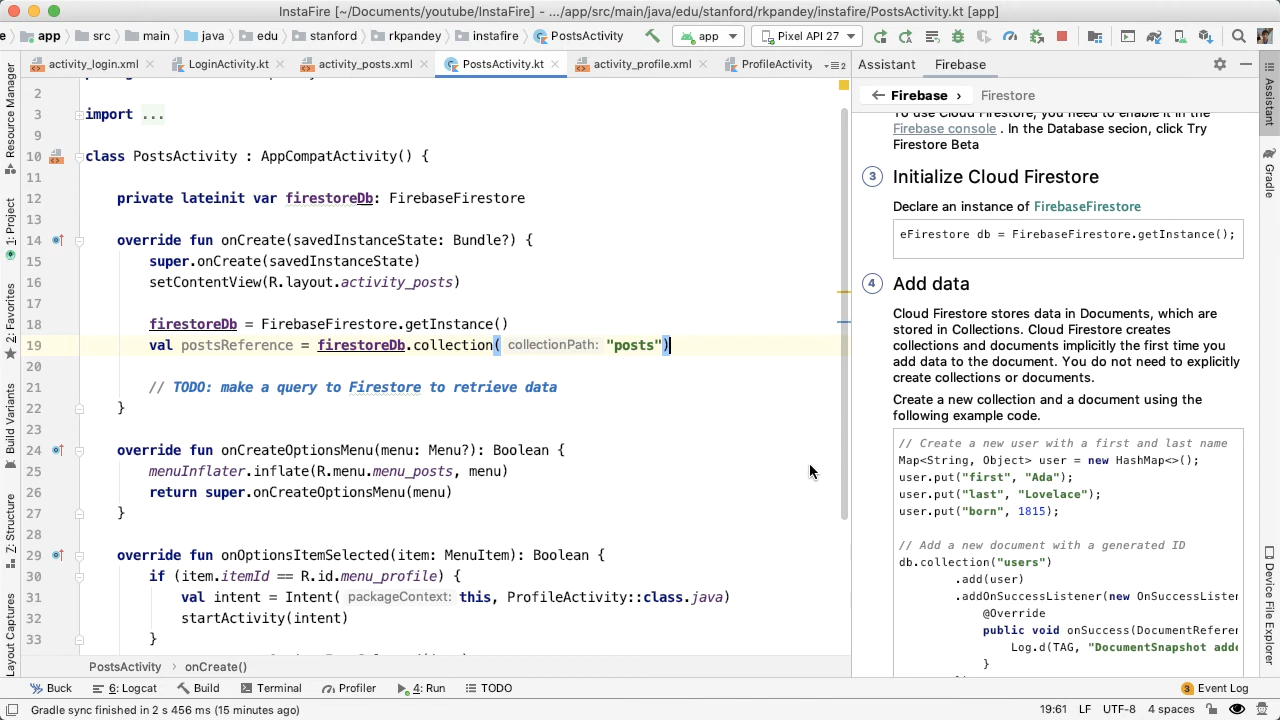 InstaFire [~/Documents/youtube/InstaFire] - .../app/src/main/java/edu/stanford/rkpandey/instafire/PostsActivity.kt [app]
e app src main java edu stanford rkpandey instafire PostsActivity app Pixel API 27
activity_login.xml LoginActivity.kt activity_posts.xml PostsActivity.kt activity_profile.xml ProfileActivity 2
Assistant Firebase
Firebase › Firestore
2
3 import ...
9
10 class PostsActivity : AppCompatActivity() {
11
12 private lateinit var firestoreDb: FirebaseFirestore
13
14 override fun onCreate(savedInstanceState: Bundle?) {
15 super.onCreate(savedInstanceState)
16 setContentView(R.layout.activity_posts)
17
18 firestoreDb = FirebaseFirestore.getInstance()
19 val postsReference = firestoreDb.collection( collectionPath: "posts")
20
21 // TODO: make a query to Firestore to retrieve data
22 }
23
24 override fun onCreateOptionsMenu(menu: Menu?): Boolean {
25 menuInflater.inflate(R.menu.menu_posts, menu)
26 return super.onCreateOptionsMenu(menu)
27 }
28
29 override fun onOptionsItemSelected(item: MenuItem): Boolean {
30 if (item.itemId == R.id.menu_profile) {
31 val intent = Intent( packageContext: this, ProfileActivity::class.java)
32 startActivity(intent)
33 }
To use Cloud Firestore, you need to enable it in the
Firebase console . In the Database secion, click Try
Firestore Beta
3 Initialize Cloud Firestore
Declare an instance of FirebaseFirestore
eFirestore db = FirebaseFirestore.getInstance();
4 Add data
Cloud Firestore stores data in Documents, which are
stored in Collections. Cloud Firestore creates
collections and documents implicitly the first time you
add data to the document. You do not need to explicitly
create collections or documents.
Create a new collection and a document using the
following example code.
// Create a new user with a first and last name
Map<String, Object> user = new HashMap<>();
user.put("first", "Ada");
user.put("last", "Lovelace");
user.put("born", 1815);
// Add a new document with a generated ID
db.collection("users")
.add(user)
.addOnSuccessListener(new OnSuccessListen
@Override
public void onSuccess(DocumentReferen
Log.d(TAG, "DocumentSnapshot adde
}
Resource Manager
1: Project
2: Favorites
Build Variants
Z: Structure
Layout Captures
Assistant
Gradle
Device File Explorer
PostsActivity › onCreate()
Buck 6: Logcat Build Terminal Profiler 4: Run TODO 3 Event Log
Gradle sync finished in 2 s 456 ms (15 minutes ago) 19:61 LF UTF-8 4 spaces